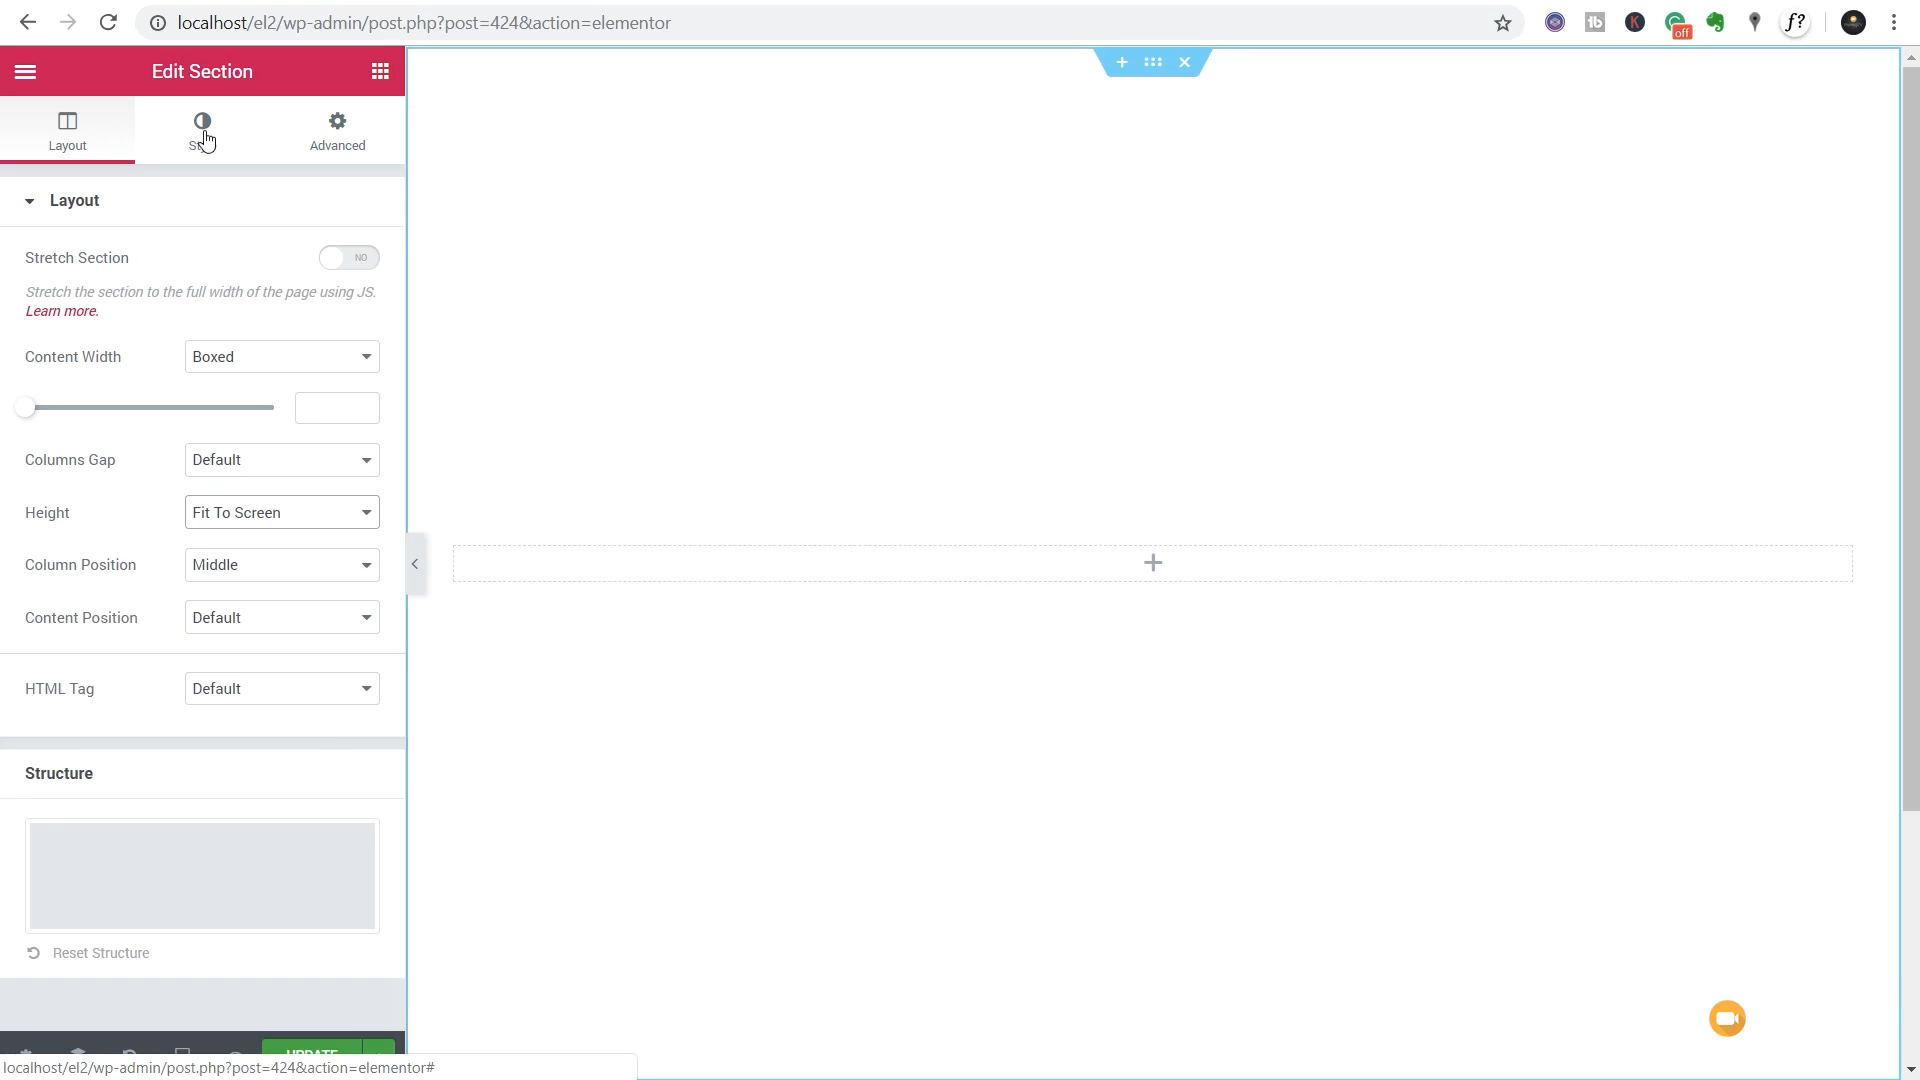 localhost/el2/wp-admin/post.php?post=424&action=elementor
off
f?
Edit Section
Layout
Advanced
Layout
Stretch Section
NO
Stretch the section to the full width of the page using JS.
Learn more.
Content Width
Boxed
Columns Gap
Default
Height
Fit To Screen
Column Position
Middle
Content Position
Default
HTML Tag
Default
Structure
Reset Structure
UPDATE
localhost/el2/wp-admin/post.php?post=424&action=elementor#